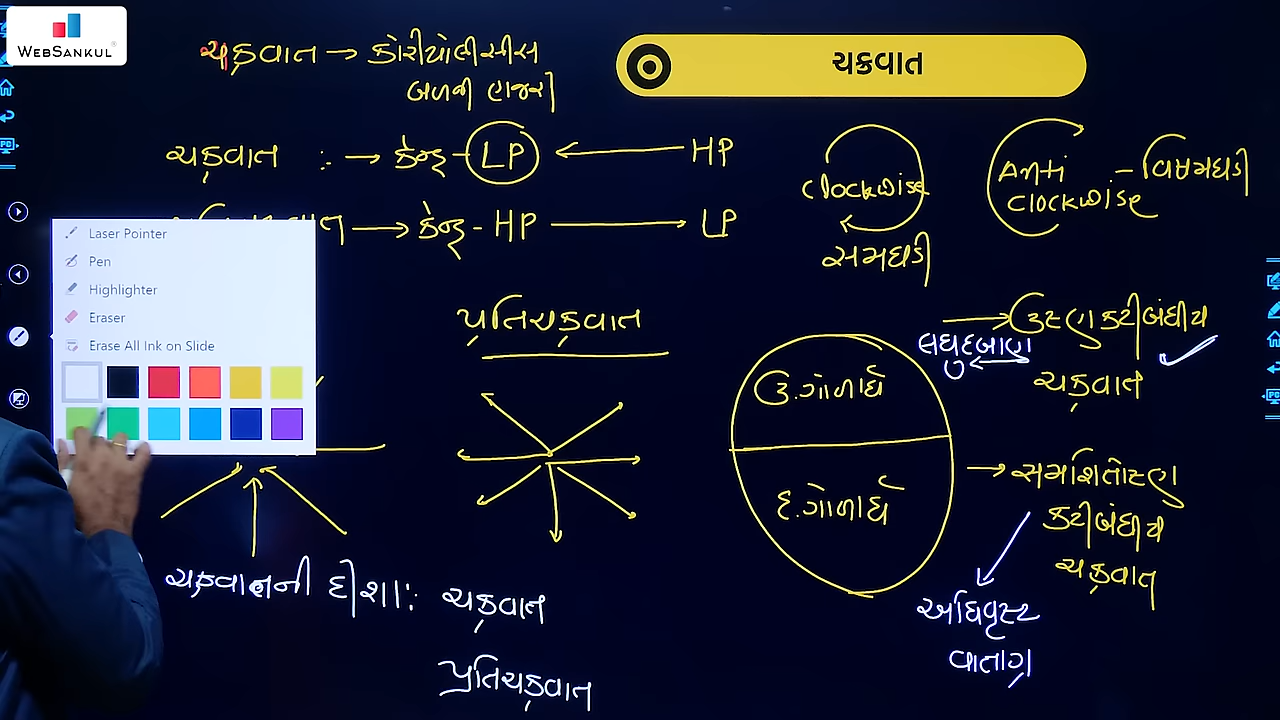 WEBSANKUL
ચક્રવાત
ચક્રવાત → કોરીયોલીસીસ
બળની હાજરી
ચક્રવાત :→ કેન્દ્ર - LP ← HP
→ કેન્દ્ર - HP → LP
clockwise
સમઘડી
Anti - વિષમઘડી
clockwise
Laser Pointer
Pen
Highlighter
Eraser
Erase All Ink on Slide
પ્રતિચક્રવાત
ઉ.ગોળાર્ધ
દ.ગોળાર્ધ
→ ઉષ્ણકટીબંધીય
ચક્રવાત
લઘુદબાણ
→ સમશિતોષ્ણ
કટીબંધીય
ચક્રવાત
અગ્રિવૃષ્ટ
વાતાગ્ર
ચક્રવાતની દીશા: ચક્રવાત
પ્રતિચક્રવાત